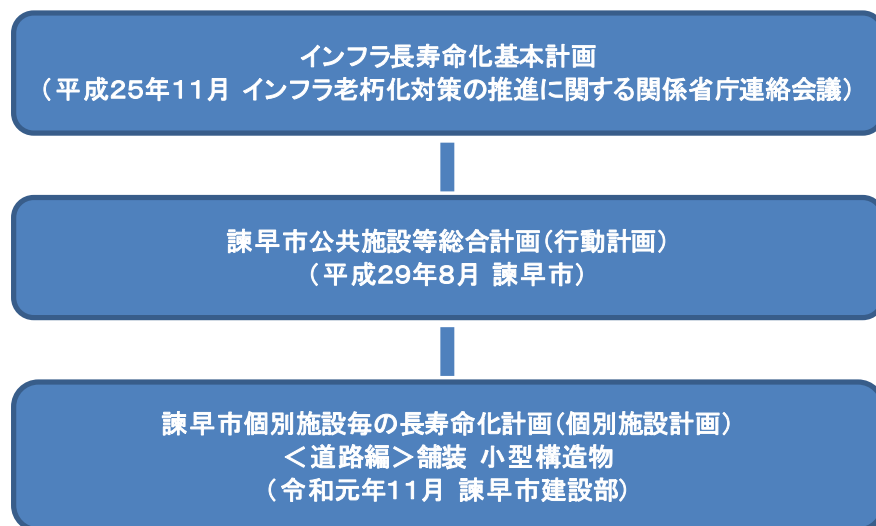 インフラ長寿命化基本計画
（平成25年11月 インフラ老朽化対策の推進に関する関係省庁連絡会議）
諫早市公共施設等総合計画（行動計画）
（平成29年8月 諫早市）
諫早市個別施設毎の長寿命化計画（個別施設計画）
＜道路編＞舗装 小型構造物
（令和元年11月 諫早市建設部）